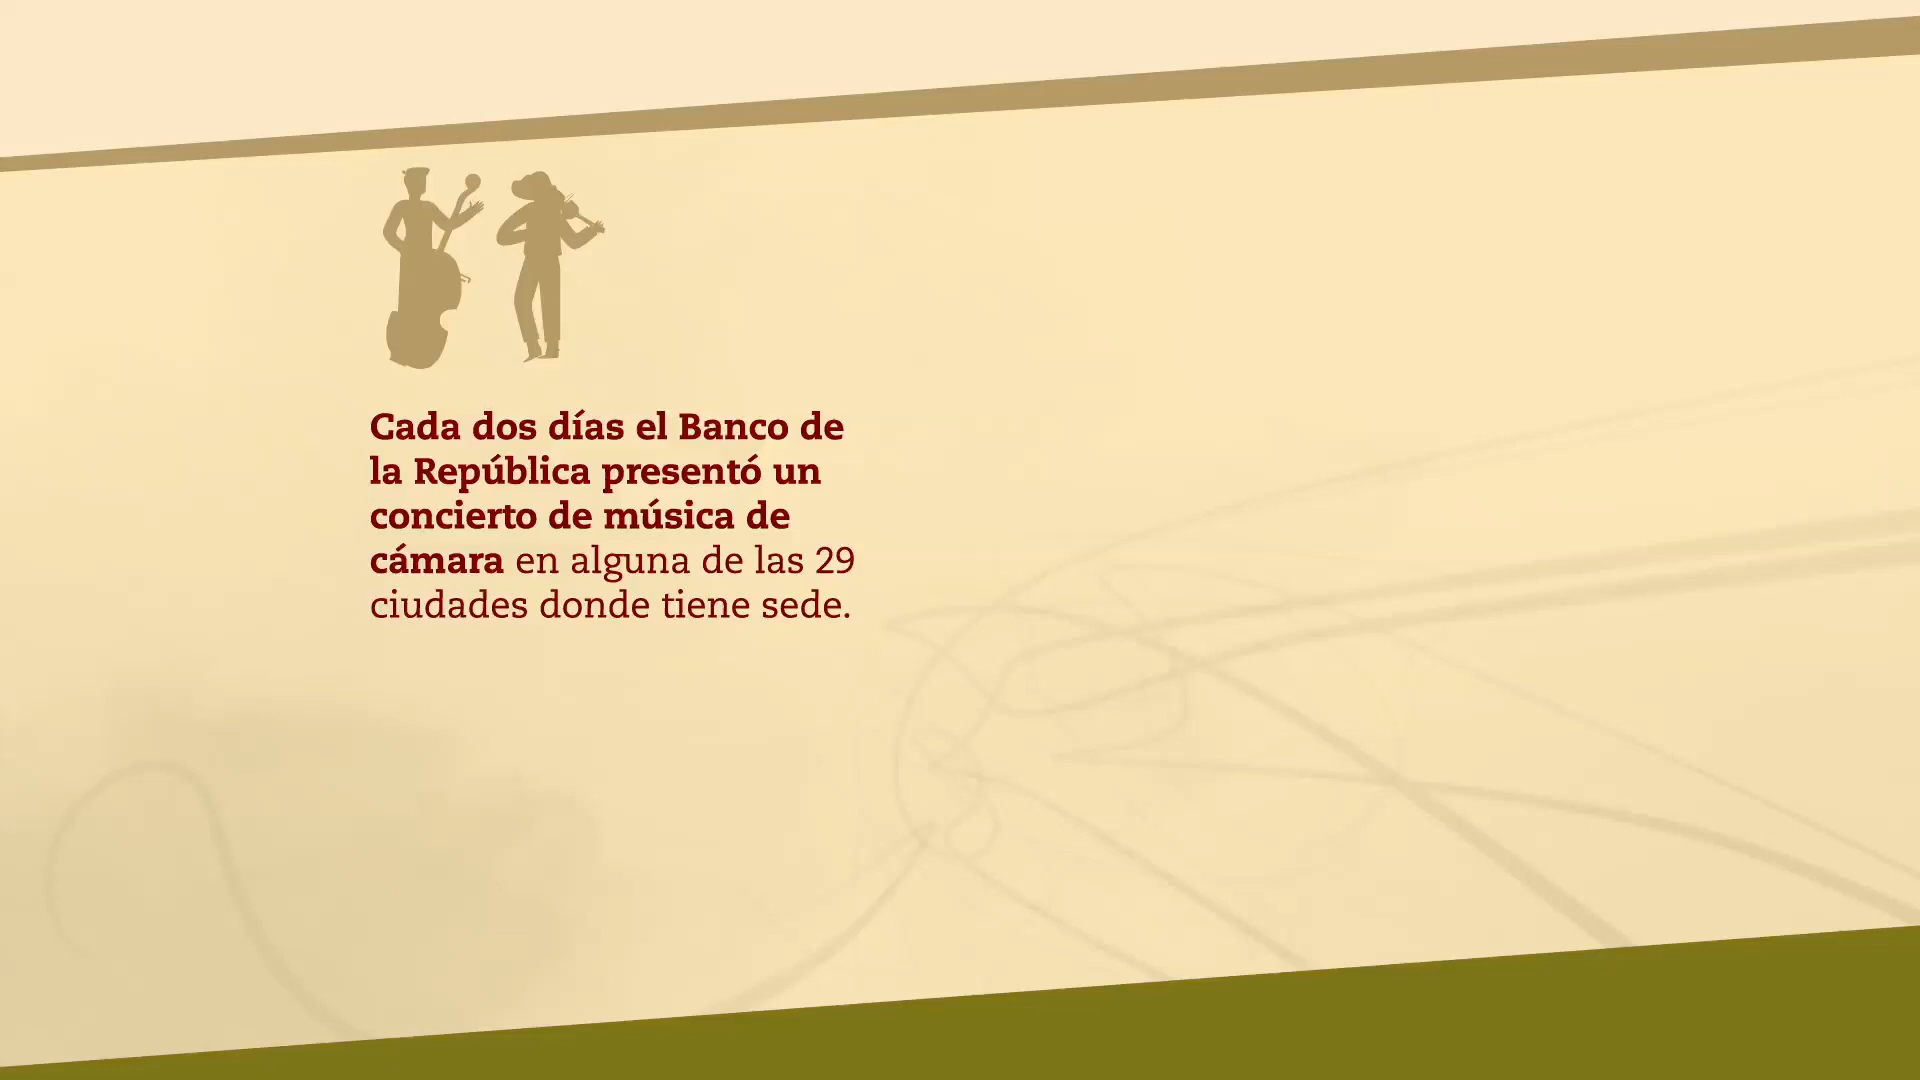 Cada dos días el Banco de
la República presentó un
concierto de música de
cámara en alguna de las 29
ciudades donde tiene sede.